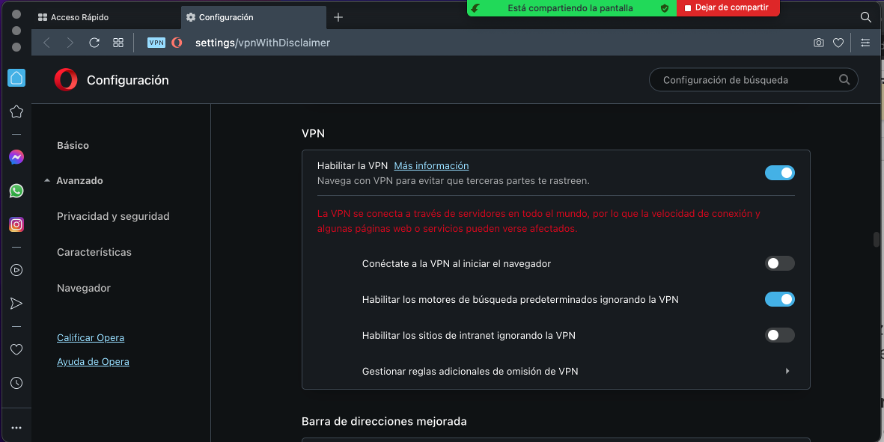 Acceso Rápido
Configuración
Está compartiendo la pantalla
Dejar de compartir
VPN
settings/vpnWithDisclaimer
Configuración
Configuración de búsqueda
Básico
Avanzado
Privacidad y seguridad
Características
Navegador
Calificar Opera
Ayuda de Opera
VPN
Habilitar la VPN Más información
Navega con VPN para evitar que terceras partes te rastreen.
La VPN se conecta a través de servidores en todo el mundo, por lo que la velocidad de conexión y
algunas páginas web o servicios pueden verse afectados.
Conéctate a la VPN al iniciar el navegador
Habilitar los motores de búsqueda predeterminados ignorando la VPN
Habilitar los sitios de intranet ignorando la VPN
Gestionar reglas adicionales de omisión de VPN
Barra de direcciones mejorada